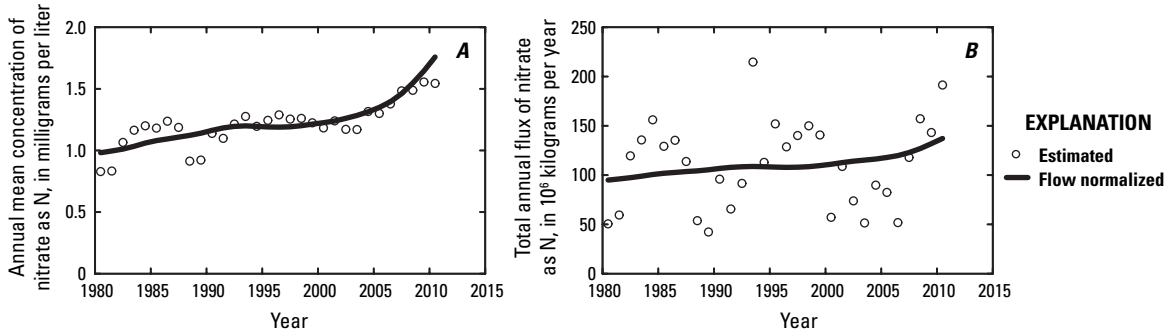 Annual mean concentration of
nitrate as N, in milligrams per liter
2.0
1.5
1.0
1.5
0
A
1980 1985 1990 1995 2000 2005 2010 2015
Year
Total annual flux of nitrate
as N, in 10⁶ kilograms per year
250
200
150
100
50
0
B
1980 1985 1990 1995 2000 2005 2010 2015
Year
EXPLANATION
Estimated
Flow normalized